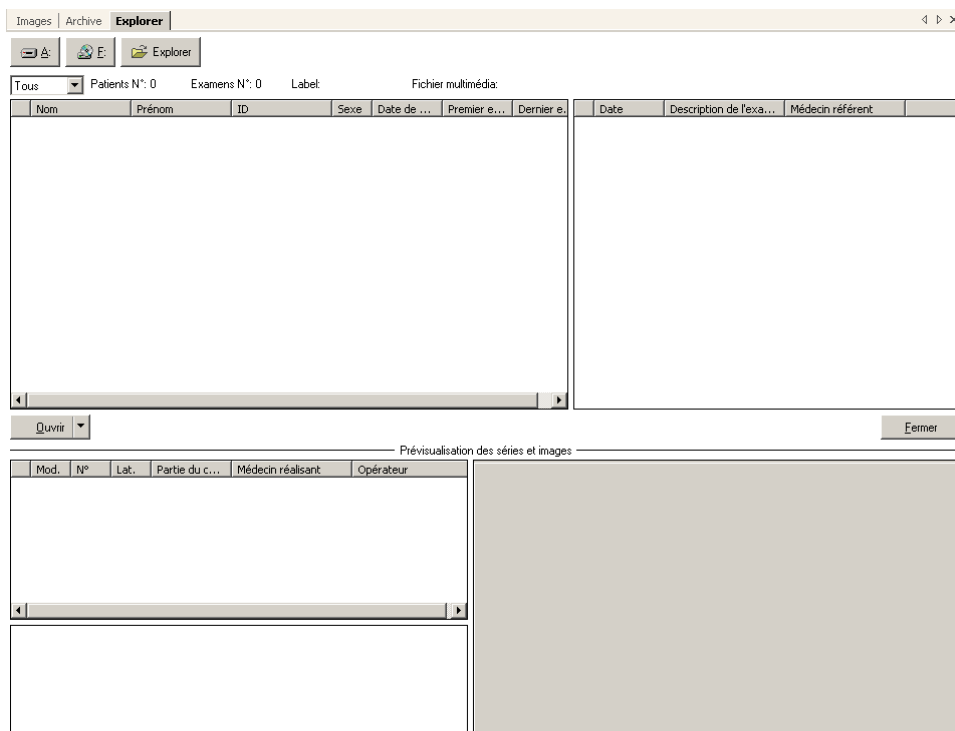 Images Archive Explorer
A: F: Explorer
Tous Patients N°: 0 Examens N°: 0 Label: Fichier multimédia:
Nom Prénom ID Sexe Date de ... Premier e... Dernier e. Date Description de l'exa... Médecin référent
Ouvrir Fermer
Prévisualisation des séries et images
Mod. N° Lat. Partie du c... Médecin réalisant Opérateur